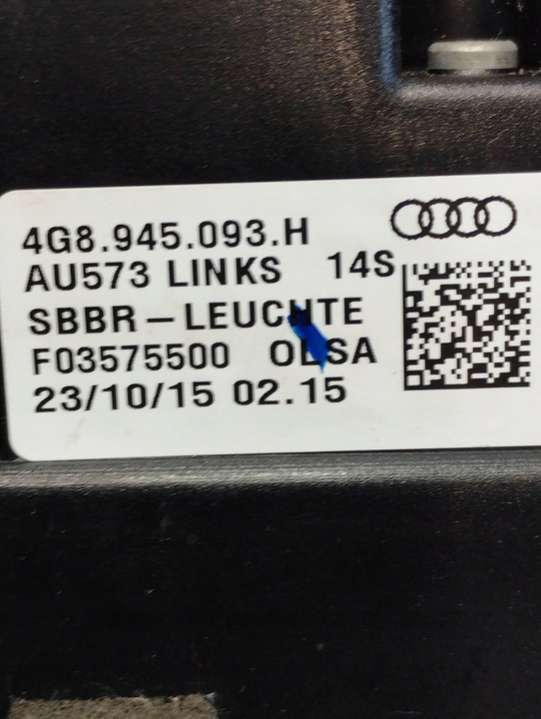 4G8.945.093.H
AU573 LINKS 14S
SBBR-LEUCHTE
F03575500 OLSA
23/10/15 02.15